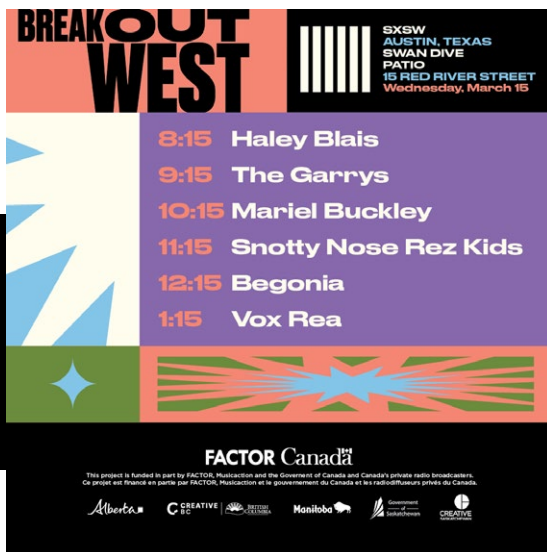 BREAKOUT
WEST
SXSW
AUSTIN, TEXAS
SWAN DIVE
PATIO
15 RED RIVER STREET
Wednesday, March 15
8:15 Haley Blais
9:15 The Garrys
10:15 Mariel Buckley
11:15 Snotty Nose Rez Kids
12:15 Begonia
1:15 Vox Rea
FACTOR Canada
This project is funded in part by FACTOR, Musicaction and the Goverment of Canada and Canada's private radio broadcasters.
Ce projet est financé en partie par FACTOR, Musicaction et le gouvernement du Canada et les radiodiffuseurs privés du Canada.
Alberta
CREATIVE
BC
BRITISH
COLUMBIA
Manitoba
Government
of
Saskatchewan
CREATIVE
SASKATCHEWAN